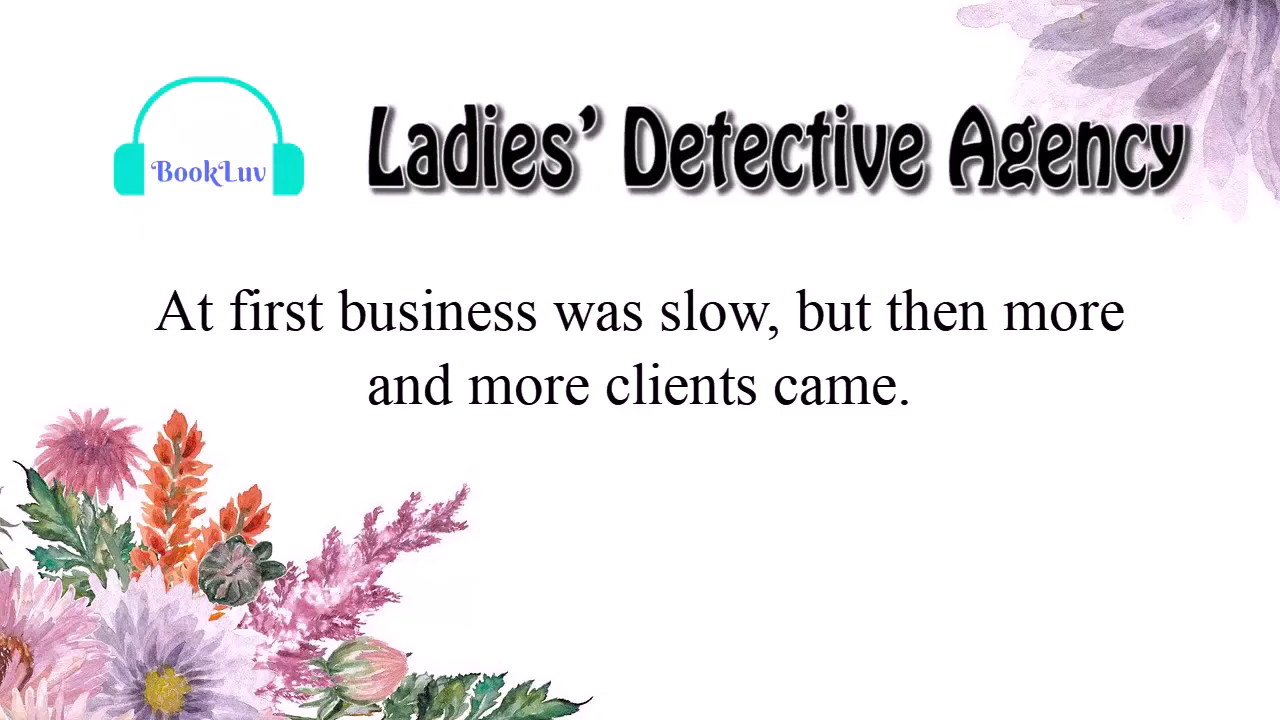 BookLuv
Ladies’ Detective Agency
At first business was slow, but then more
and more clients came.